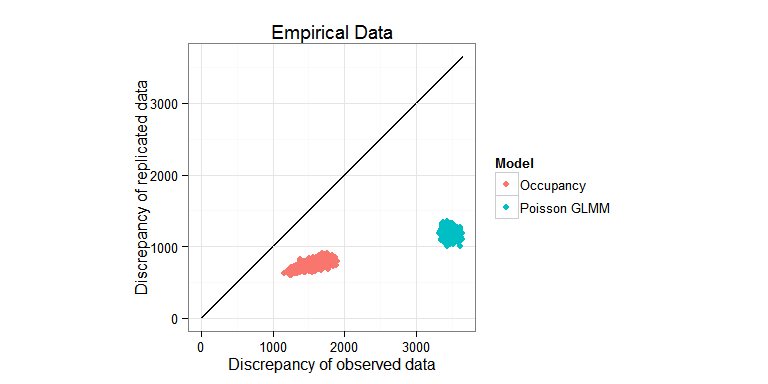 Empirical Data
Discrepancy of replicated data
3000
2000
1000
0
0 1000 2000 3000
Discrepancy of observed data
Model
Occupancy
Poisson GLMM